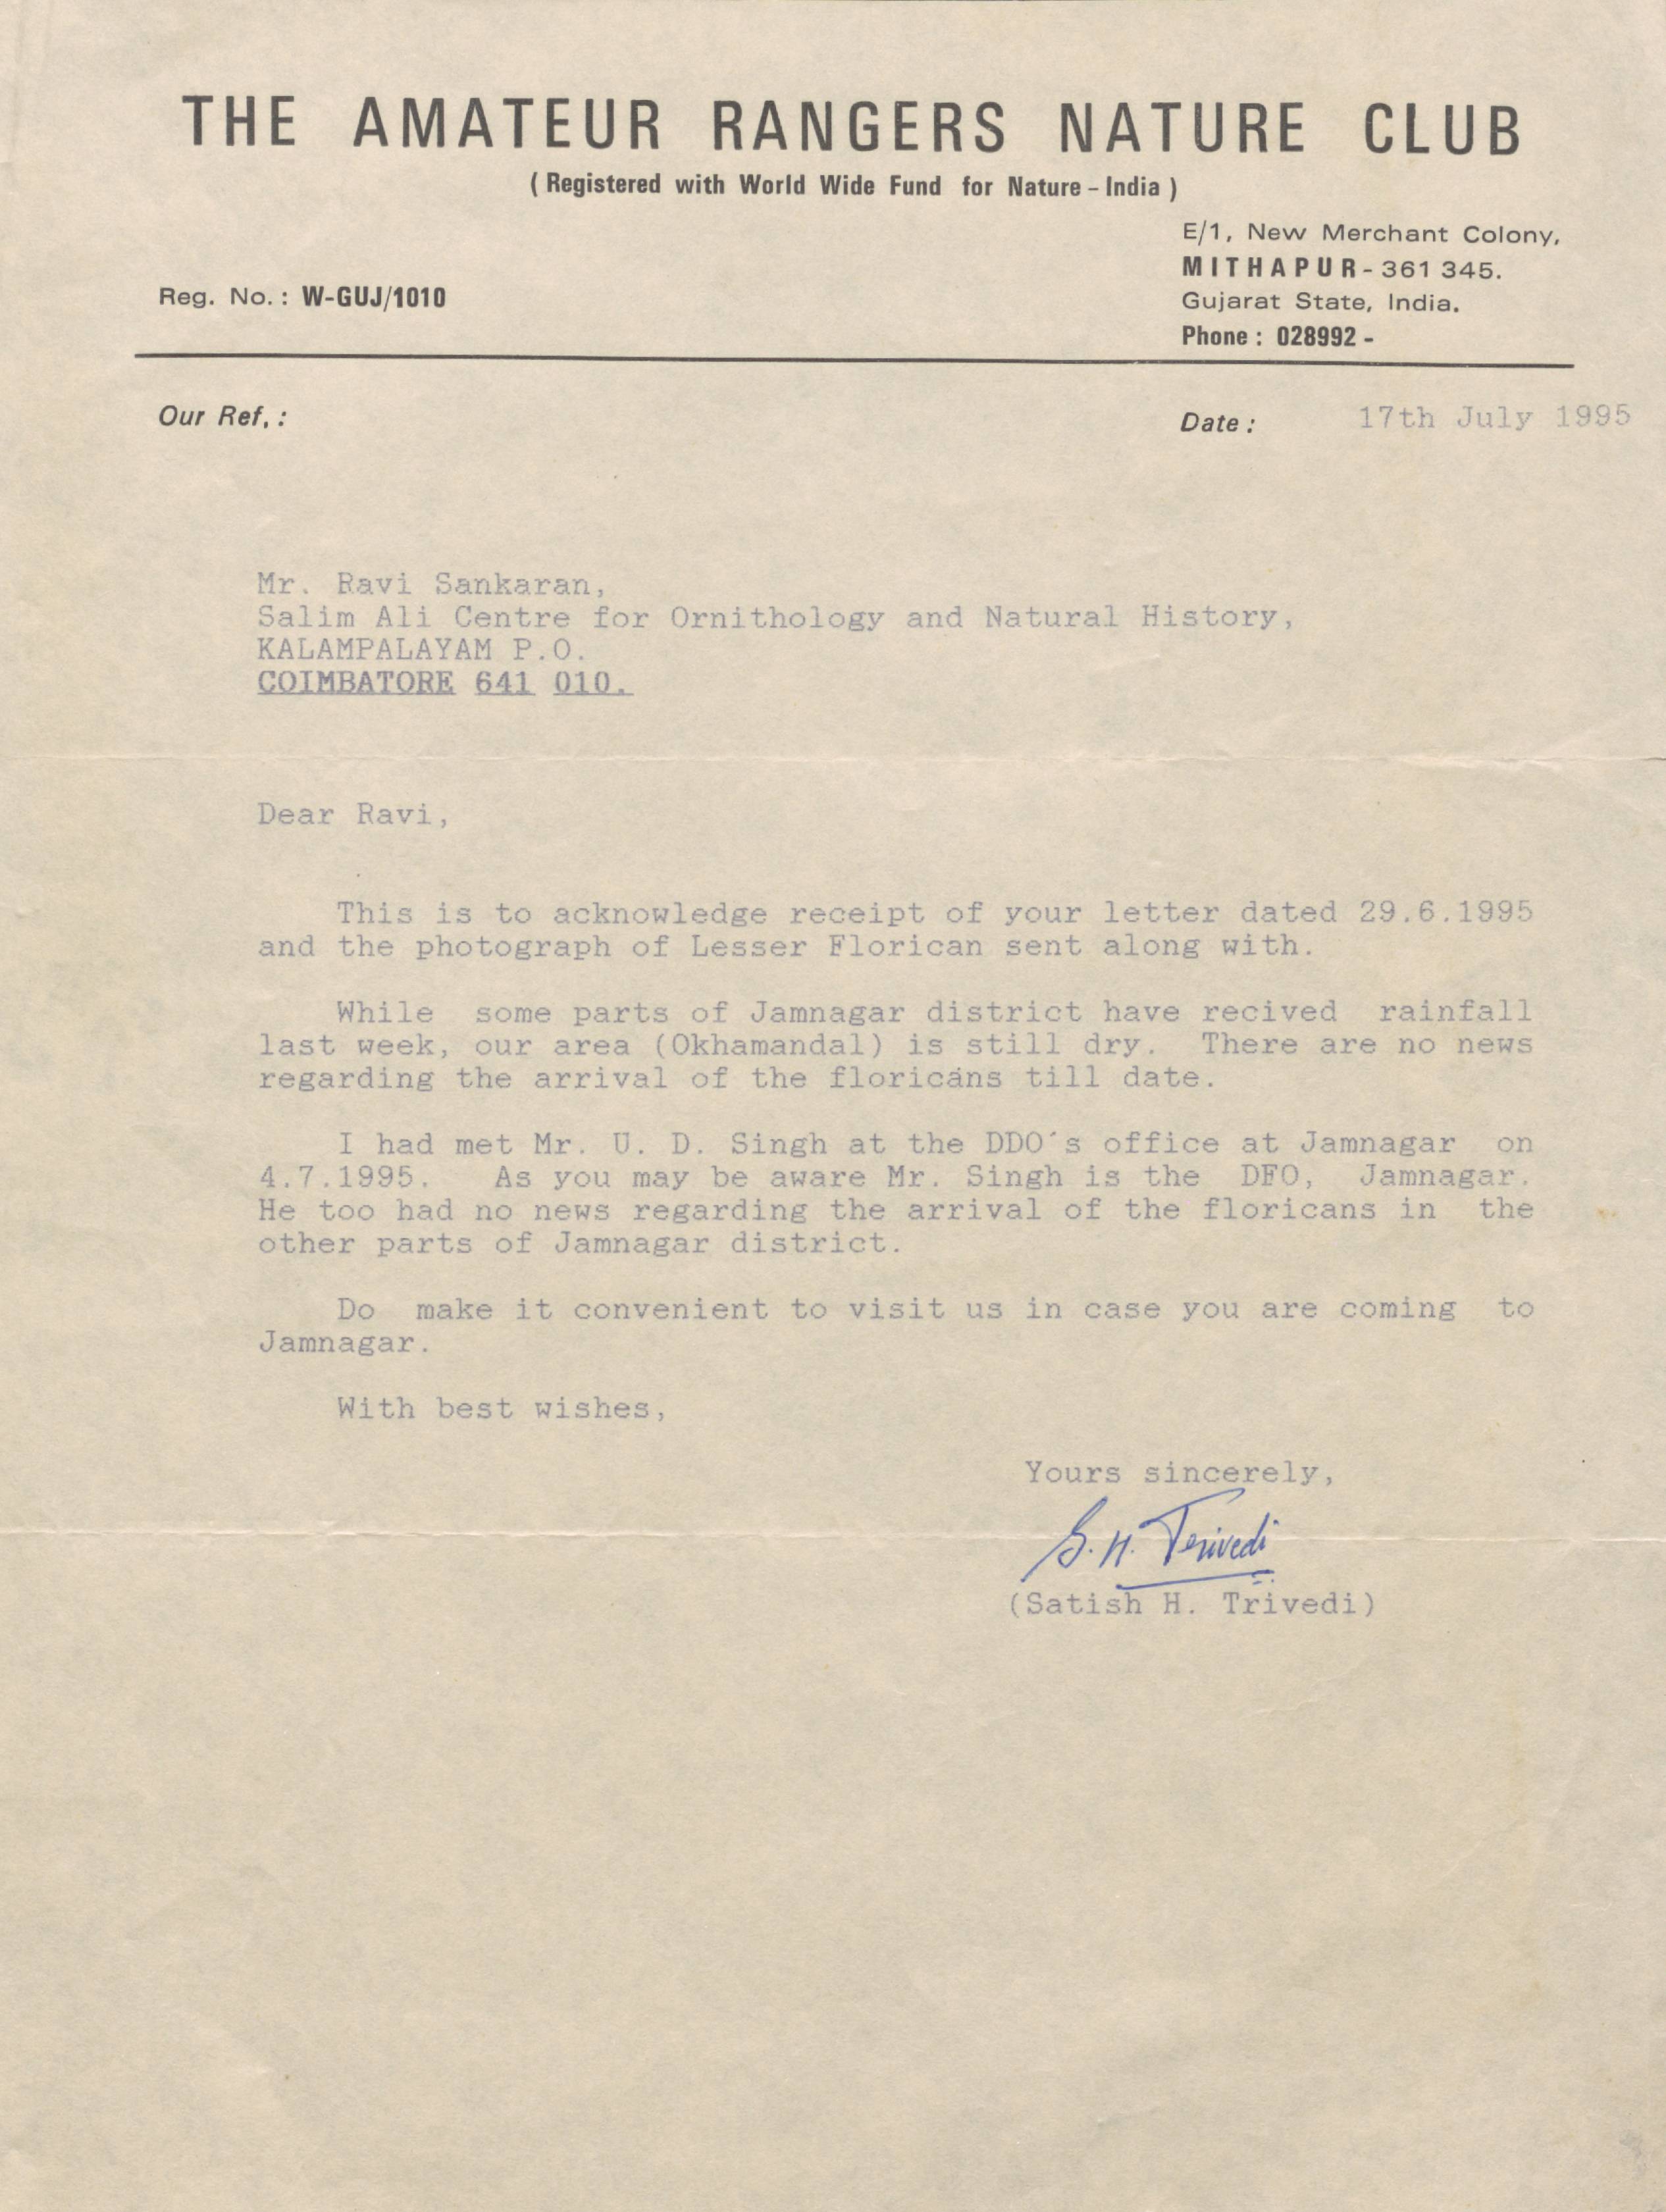 THE AMATEUR RANGERS NATURE CLUB
( Registered with World Wide Fund for Nature - India )
E/1, New Merchant Colony,
MITHAPUR - 361 345.
Reg. No. : W-GUJ/1010
Gujarat State, India.
Phone : 028992 -
Our Ref. :
Date : 17th July 1995
Mr. Ravi Sankaran,
Salim Ali Centre for Ornithology and Natural History,
KALAMPALAYAM P.O.
COIMBATORE 641 010.
Dear Ravi,
This is to acknowledge receipt of your letter dated 29.6.1995
and the photograph of Lesser Florican sent along with.
While some parts of Jamnagar district have recived rainfall
last week, our area (Okhamandal) is still dry. There are no news
regarding the arrival of the floricans till date.
I had met Mr. U. D. Singh at the DDO´s office at Jamnagar on
4.7.1995. As you may be aware Mr. Singh is the DFO, Jamnagar.
He too had no news regarding the arrival of the floricans in the
other parts of Jamnagar district.
Do make it convenient to visit us in case you are coming to
Jamnagar.
With best wishes,
Yours sincerely,
S. H. Trivedi
(Satish H. Trivedi)